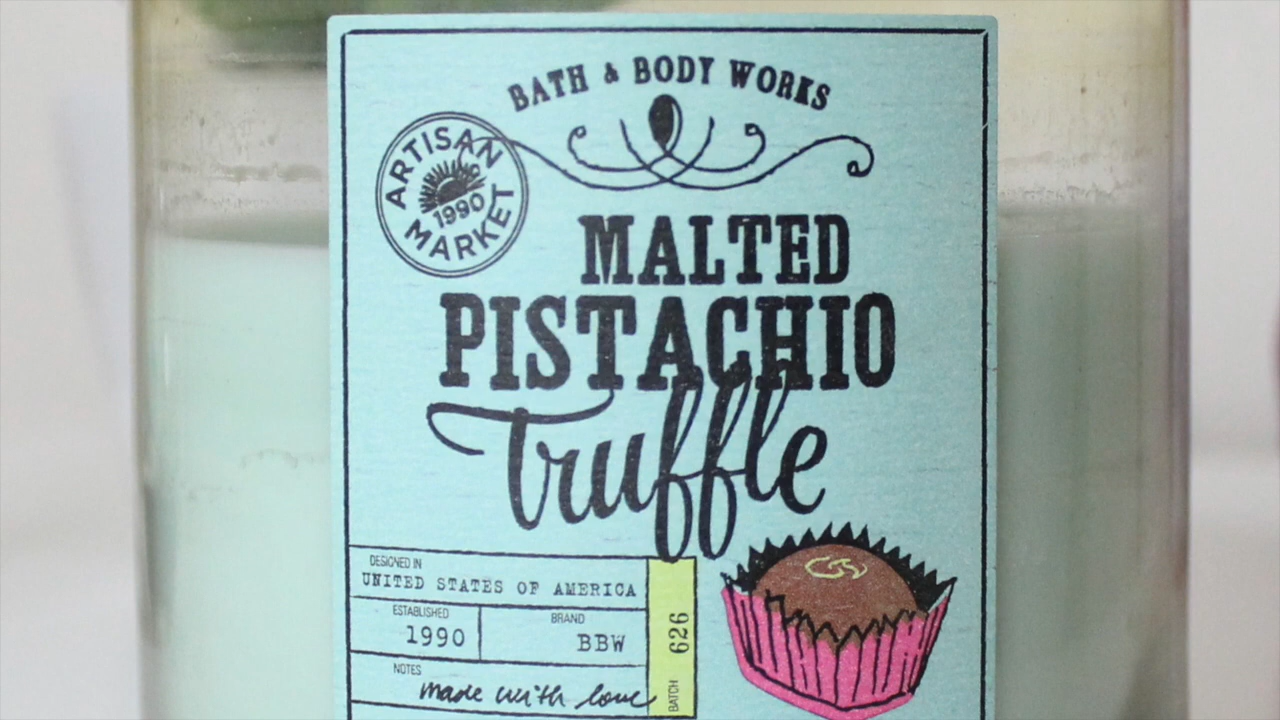 BATH & BODY WORKS
ARTISAN
1990
MARKET
MALTED
PISTACHIO
truffle
DESIGNED IN
UNITED STATES OF AMERICA
ESTABLISHED
1990
BRAND
BBW
NOTES
made with love
BATCH 626